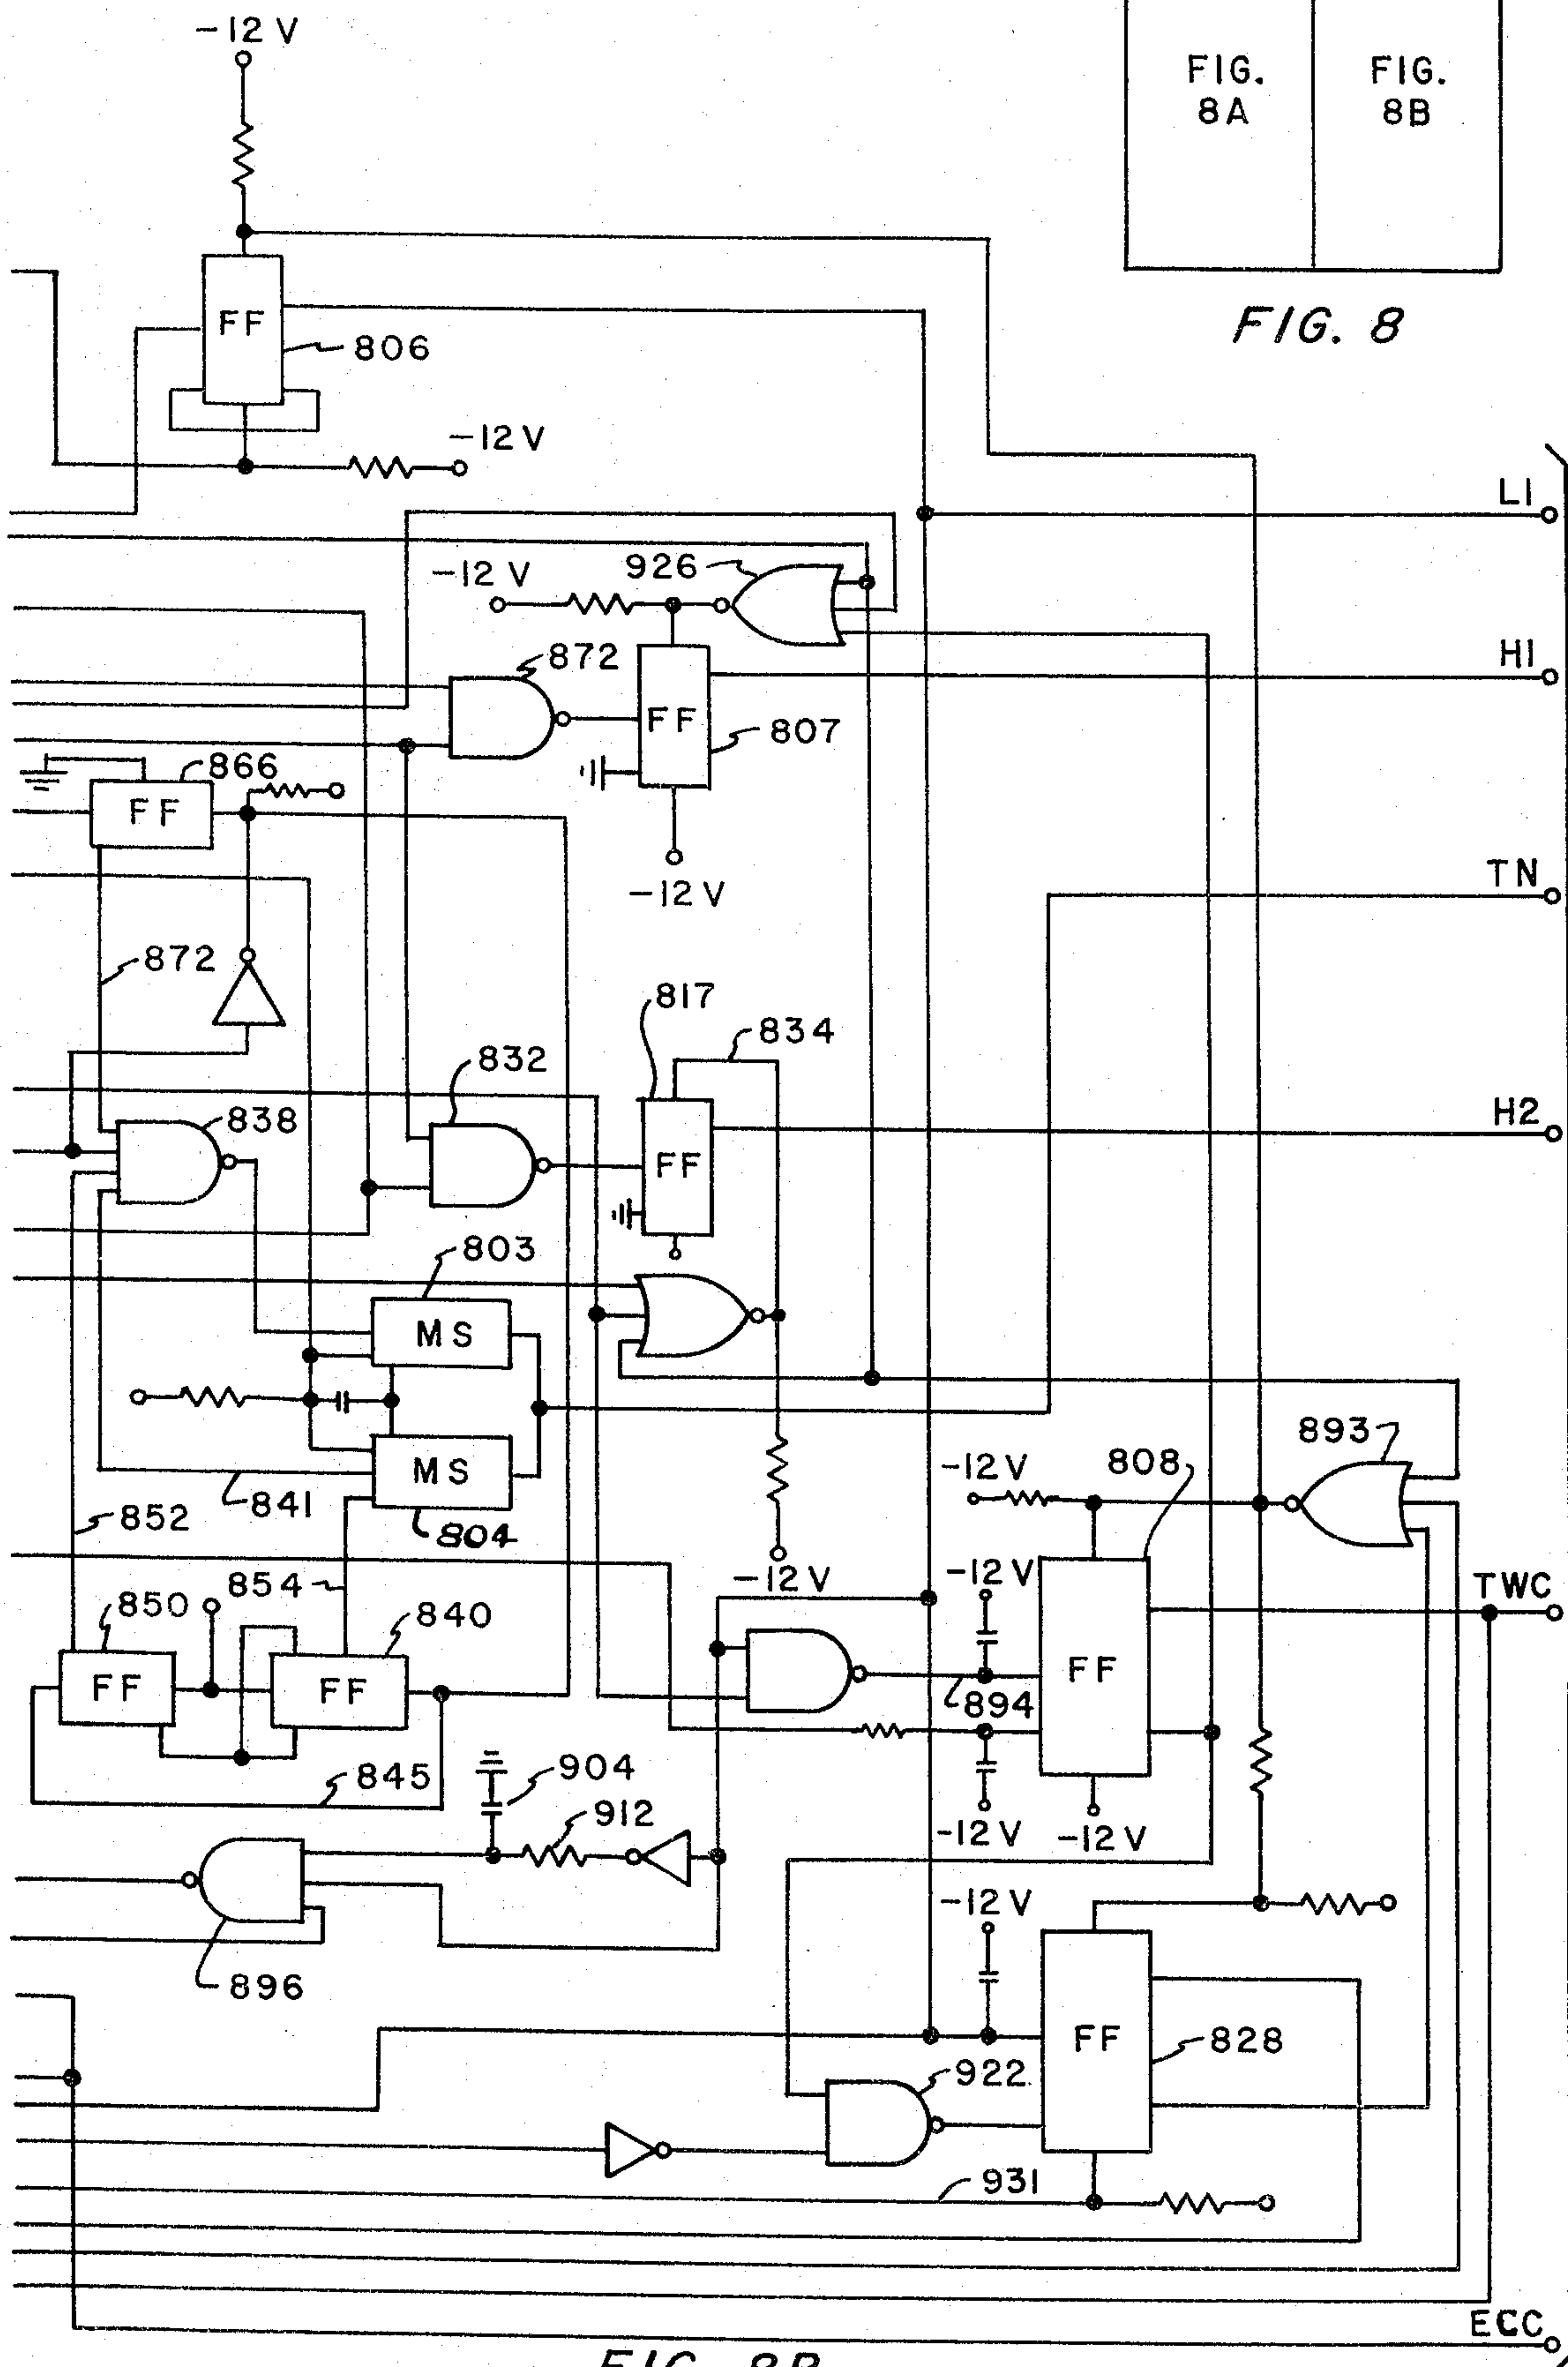 -12 V
FIG.
8A
FIG.
8B
FIG. 8
FF
806
-12 V
L1
-12 V
926
872
H1
FF
807
866
FF
-12 V
TN
872
817
834
832
838
H2
FF
803
MS
893
808
-12 V
MS
841
852
804
-12 V
-12 V
854
TWC
850
840
FF
FF
FF
894
904
845
912
-12 V
-12 V
-12 V
896
FF
828
922
931
ECC
FIG. 8B